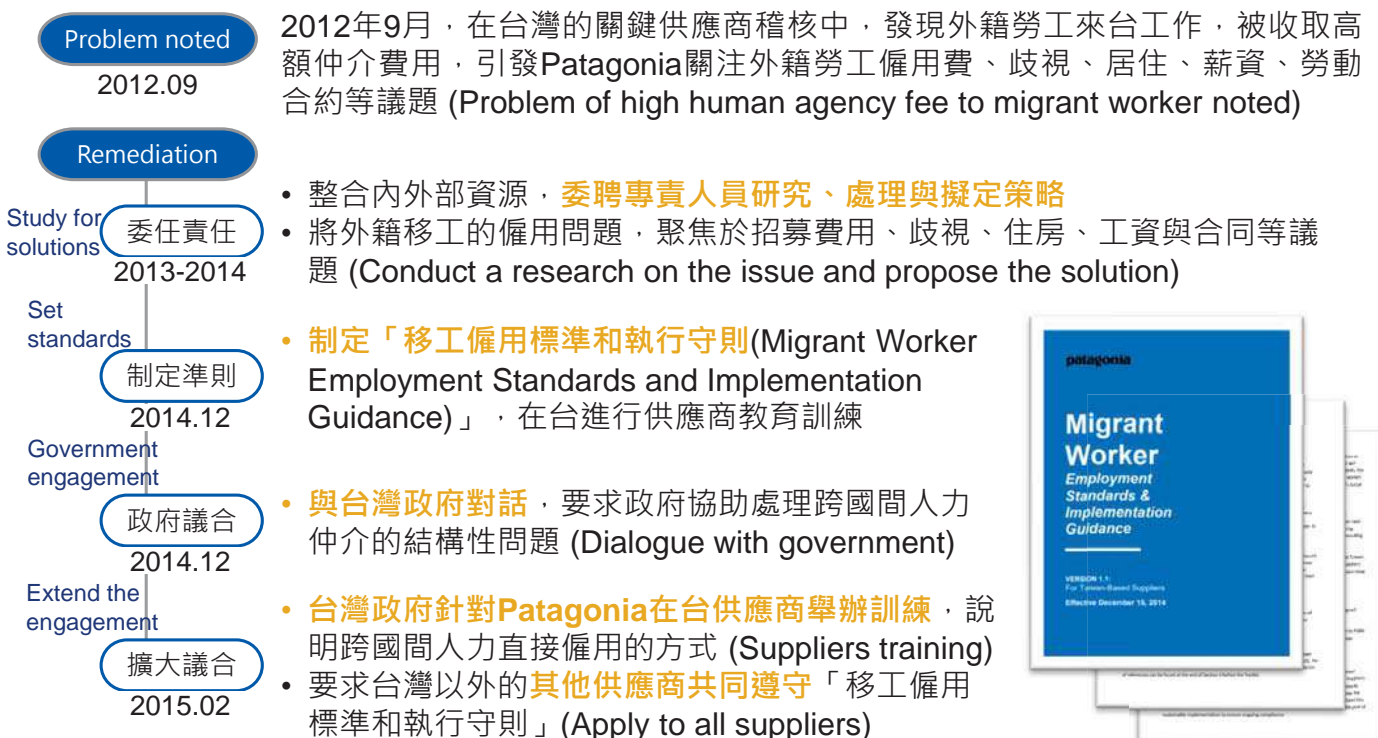 Problem noted
2012.09
2012年9月，在台灣的關鍵供應商稽核中，發現外籍勞工來台工作，被收取高
額仲介費用，引發Patagonia關注外籍勞工僱用費、歧視、居住、薪資、勞動
合約等議題 (Problem of high human agency fee to migrant worker noted)
Remediation
Study for
solutions
委任責任
2013-2014
• 整合內外部資源，委聘專責人員研究、處理與擬定策略
• 將外籍移工的僱用問題，聚焦於招募費用、歧視、住房、工資與合同等議
題 (Conduct a research on the issue and propose the solution)
Set
standards
制定準則
2014.12
• 制定「移工僱用標準和執行守則(Migrant Worker
Employment Standards and Implementation
Guidance)」，在台進行供應商教育訓練
Government
engagement
政府議合
2014.12
• 與台灣政府對話，要求政府協助處理跨國間人力
仲介的結構性問題 (Dialogue with government)
Extend the
engagement
擴大議合
2015.02
• 台灣政府針對Patagonia在台供應商舉辦訓練，說
明跨國間人力直接僱用的方式 (Suppliers training)
• 要求台灣以外的其他供應商共同遵守「移工僱用
標準和執行守則」(Apply to all suppliers)
patagonia
Migrant
Worker
Employment
Standards &
Implementation
Guidance
VERSION 1.1:
For Taiwan-Based Suppliers
Effective December 15, 2014